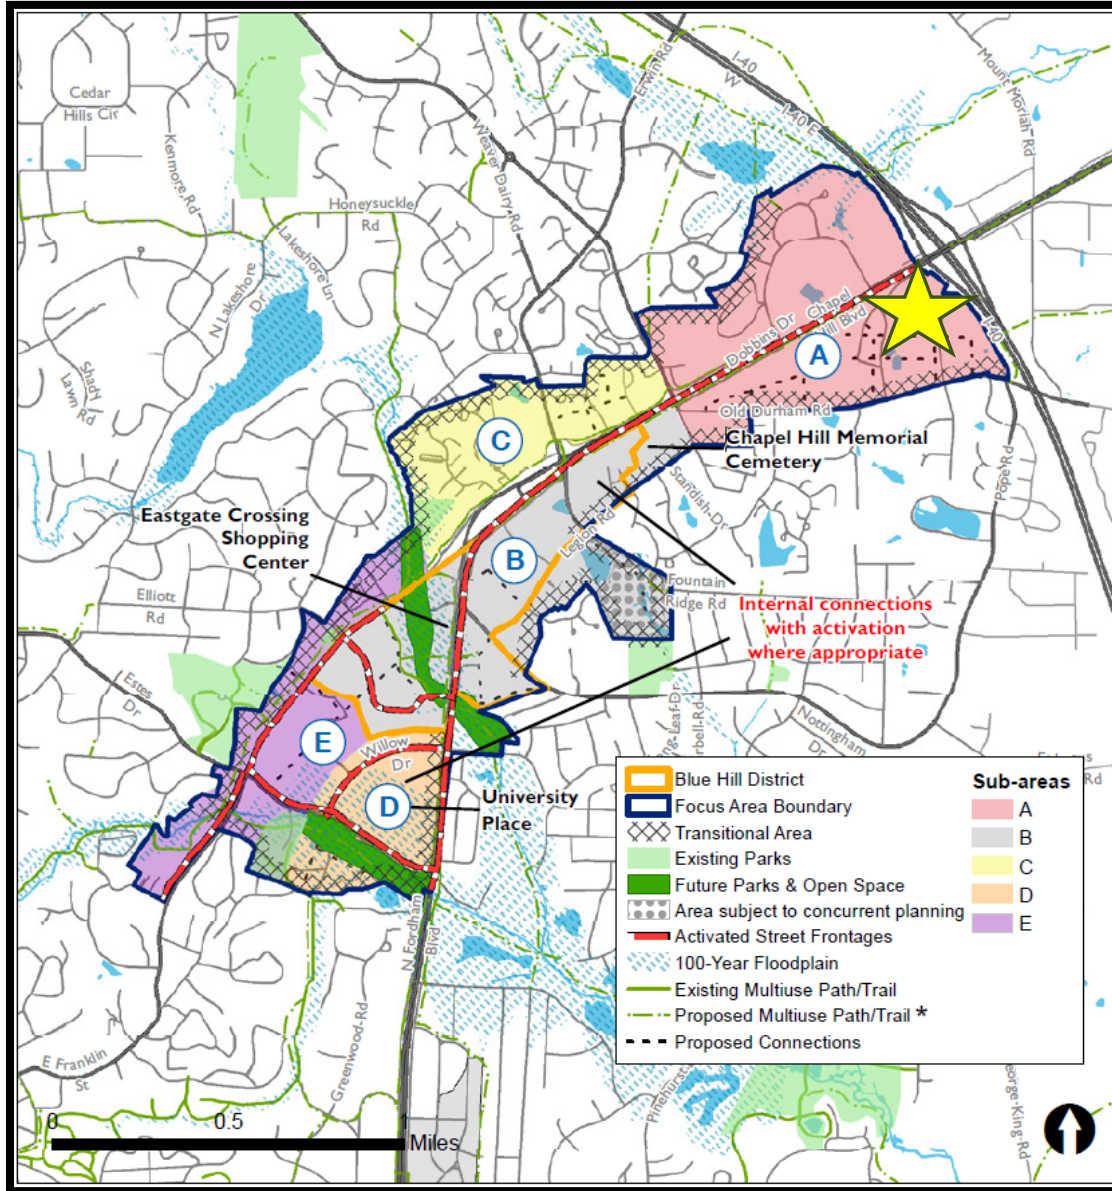 I-40
W
I-40 E
Mount Moriah Rd
Erwin Rd
Cedar
Hills Cir
Kenmore Rd
Weaver Dairy Rd
Honeysuckle
Rd
Lakeshore Ln
N Lakeshore
Dr
Shady
Lawn Rd
Dobbins Dr
Chapel
Hill Blvd
I-40
A
Old Durham Rd
C
Chapel Hill Memorial
Cemetery
Pope Rd
Standish Dr
Eastgate Crossing
Shopping
Center
Legion Rd
B
Fountain
Ridge Rd
Elliott
Rd
Internal connections
with activation
where appropriate
Estes
Dr
Nottingham
Dr
E
Willow
Dr
D
University
Place
Blue Hill District
Focus Area Boundary
Transitional Area
Existing Parks
Future Parks & Open Space
Area subject to concurrent planning
Activated Street Frontages
100-Year Floodplain
Existing Multiuse Path/Trail
Proposed Multiuse Path/Trail *
Proposed Connections
Sub-areas
A
B
C
D
E
N Fordham
Blvd
Greenwood-Rd
E Franklin
St
0 0.5 1
Miles